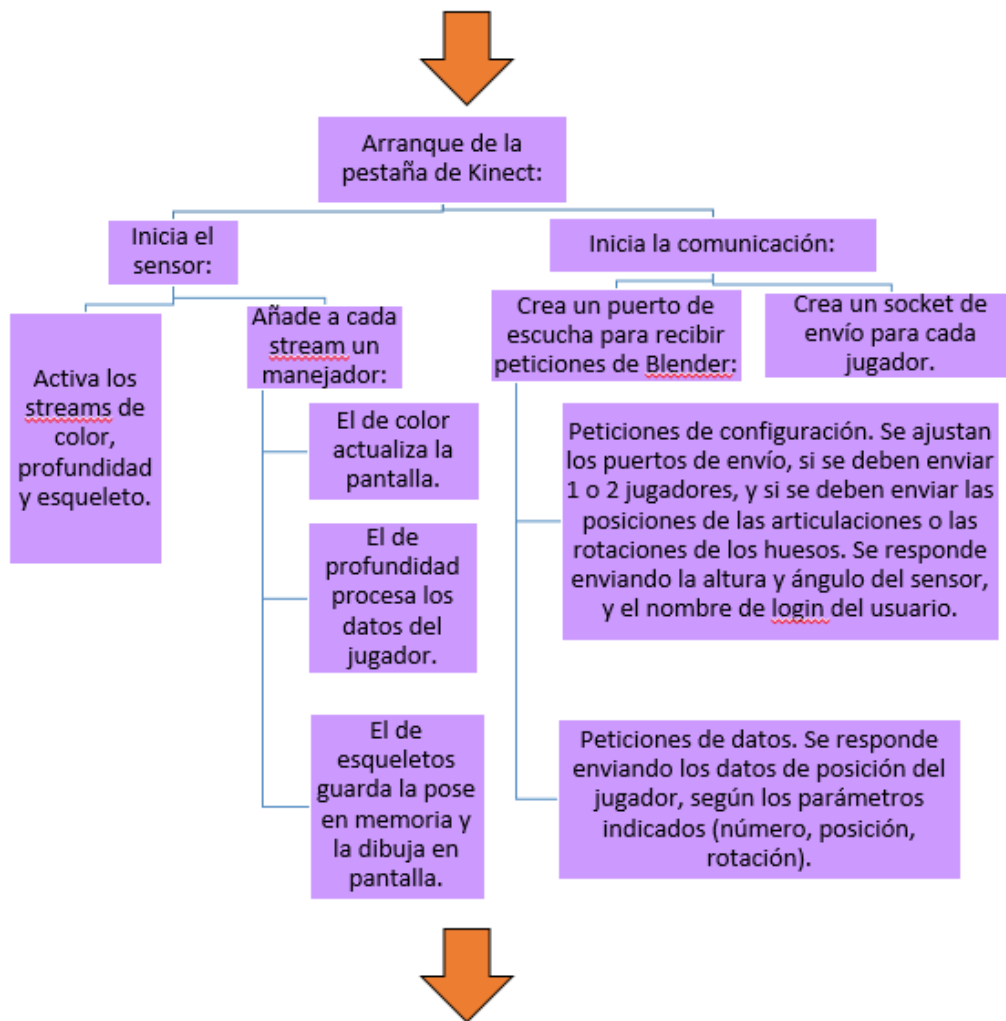 Arranque de la
pestaña de Kinect:
Inicia el
sensor:
Activa los
streams de
color,
profundidad
y esqueleto.
Añade a cada
stream un
manejador:
El de color
actualiza la
pantalla.
El de
profundidad
procesa los
datos del
jugador.
El de
esqueletos
guarda la pose
en memoria y
la dibuja en
pantalla.
Inicia la comunicación:
Crea un puerto de
escucha para recibir
peticiones de Blender:
Crea un socket de
envío para cada
jugador.
Peticiones de configuración. Se ajustan
los puertos de envío, si se deben enviar
1 o 2 jugadores, y si se deben enviar las
posiciones de las articulaciones o las
rotaciones de los huesos. Se responde
enviando la altura y ángulo del sensor,
y el nombre de login del usuario.
Peticiones de datos. Se responde
enviando los datos de posición del
jugador, según los parámetros
indicados (número, posición,
rotación).